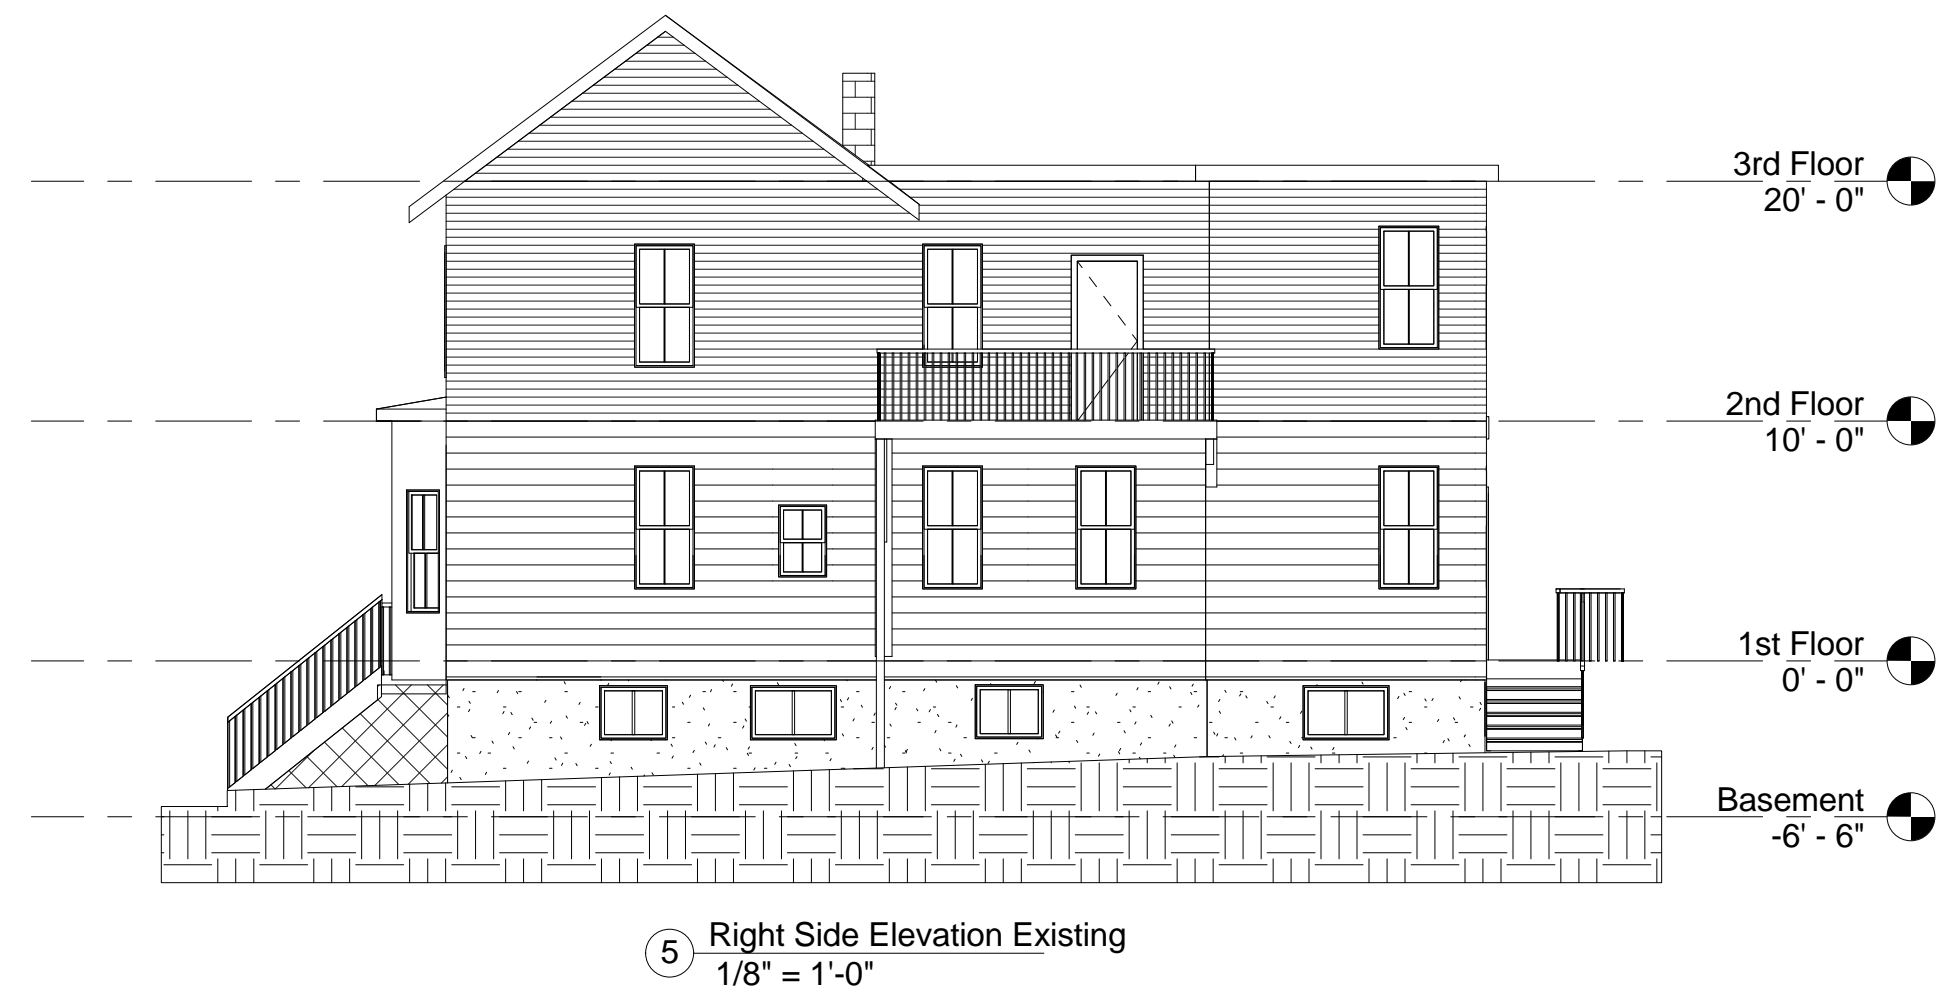 3rd Floor
20' - 0"
2nd Floor
10' - 0"
1st Floor
0' - 0"
Basement
-6' - 6"
5
Right Side Elevation Existing
1/8" = 1'-0"